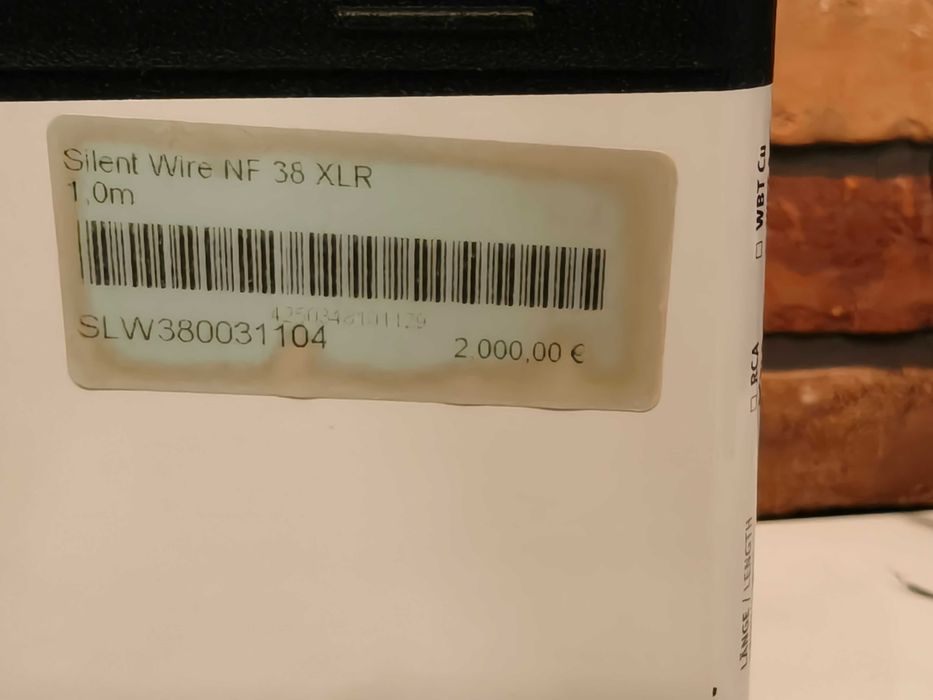 Silent Wire NF 38 XLR
1,0m
SLW380031104
2.000,00 €
WBT Cu
RCA
LÄNGE / LENGTH